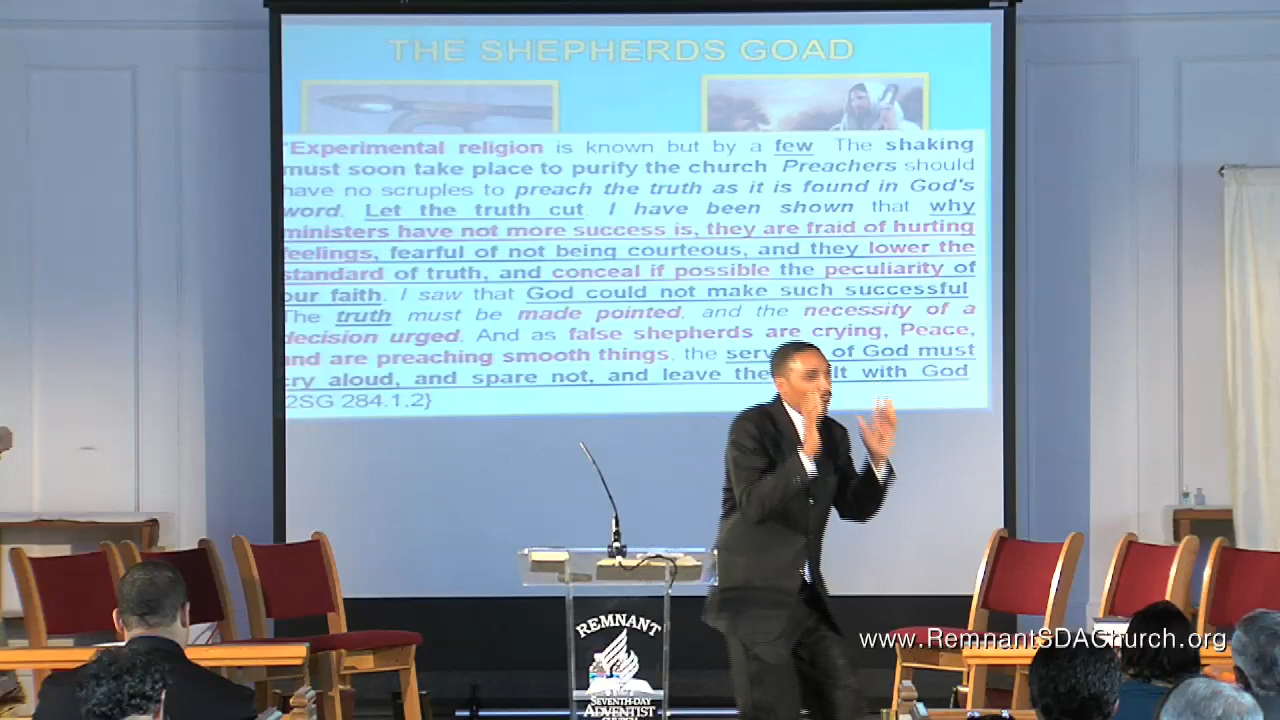 THE SHEPHERDS GOAD
"Experimental religion is known but by a few The shaking
must soon take place to purify the church Preachers should
have no scruples to preach the truth as it is found in God's
word. Let the truth cut. I have been shown that why
ministers have not more success is, they are fraid of hurting
feelings, fearful of not being courteous, and they lower the
standard of truth, and conceal if possible the peculiarity of
our faith. I saw that God could not make such successful
The truth must be made pointed, and the necessity of a
decision urged. And as false shepherds are crying, Peace,
and are preaching smooth things, the of God must
cry aloud, and spare not, and leave the with God
2SG 284.1.2}
REMNANT
SEVENTH-DAY
ADVENTIST
CHURCH
www.RemnantSDAChurch.org